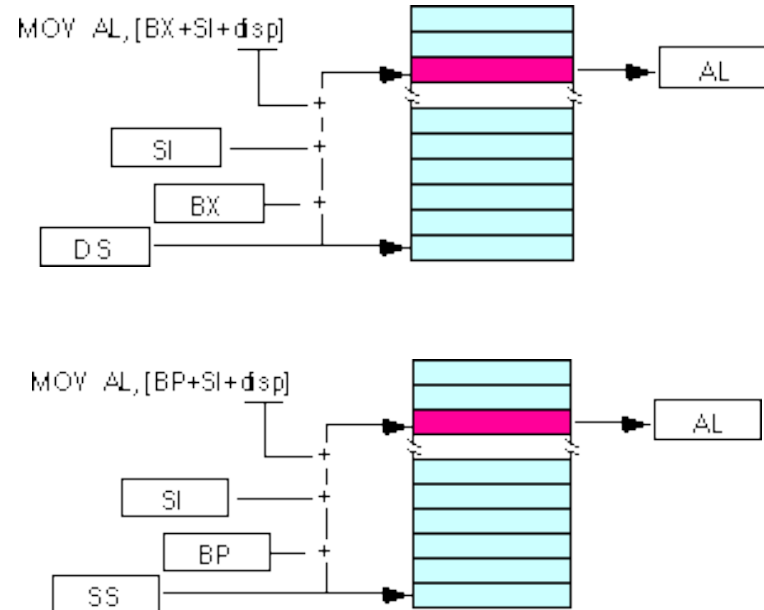 MOV AL,[BX+SI+disp]
AL
+
SI
+
BX
+
DS
MOV AL,[BP+SI+disp]
AL
+
SI
+
BP
+
SS